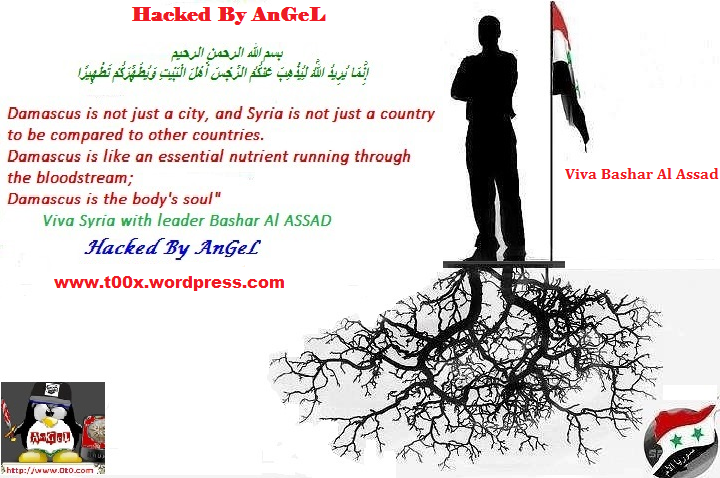 Hacked By AnGeL
بسم الله الرحمن الرحيم
إِنَّمَا يُرِيدُ اللَّهُ لِيُذْهِبَ عَنْكُمُ الرِّجْسَ أَهْلَ الْبَيْتِ وَيُطَهِّرَكُمْ تَطْهِيرًا
Damascus is not just a city, and Syria is not just a country
to be compared to other countries.
Damascus is like an essential nutrient running through
the bloodstream;
Damascus is the body's soul"
Viva Syria with leader Bashar Al ASSAD
Hacked By AnGeL
www.t00x.wordpress.com
Viva Bashar Al Assad
AnGeL
http://www.0t0.com
سوريا الأم